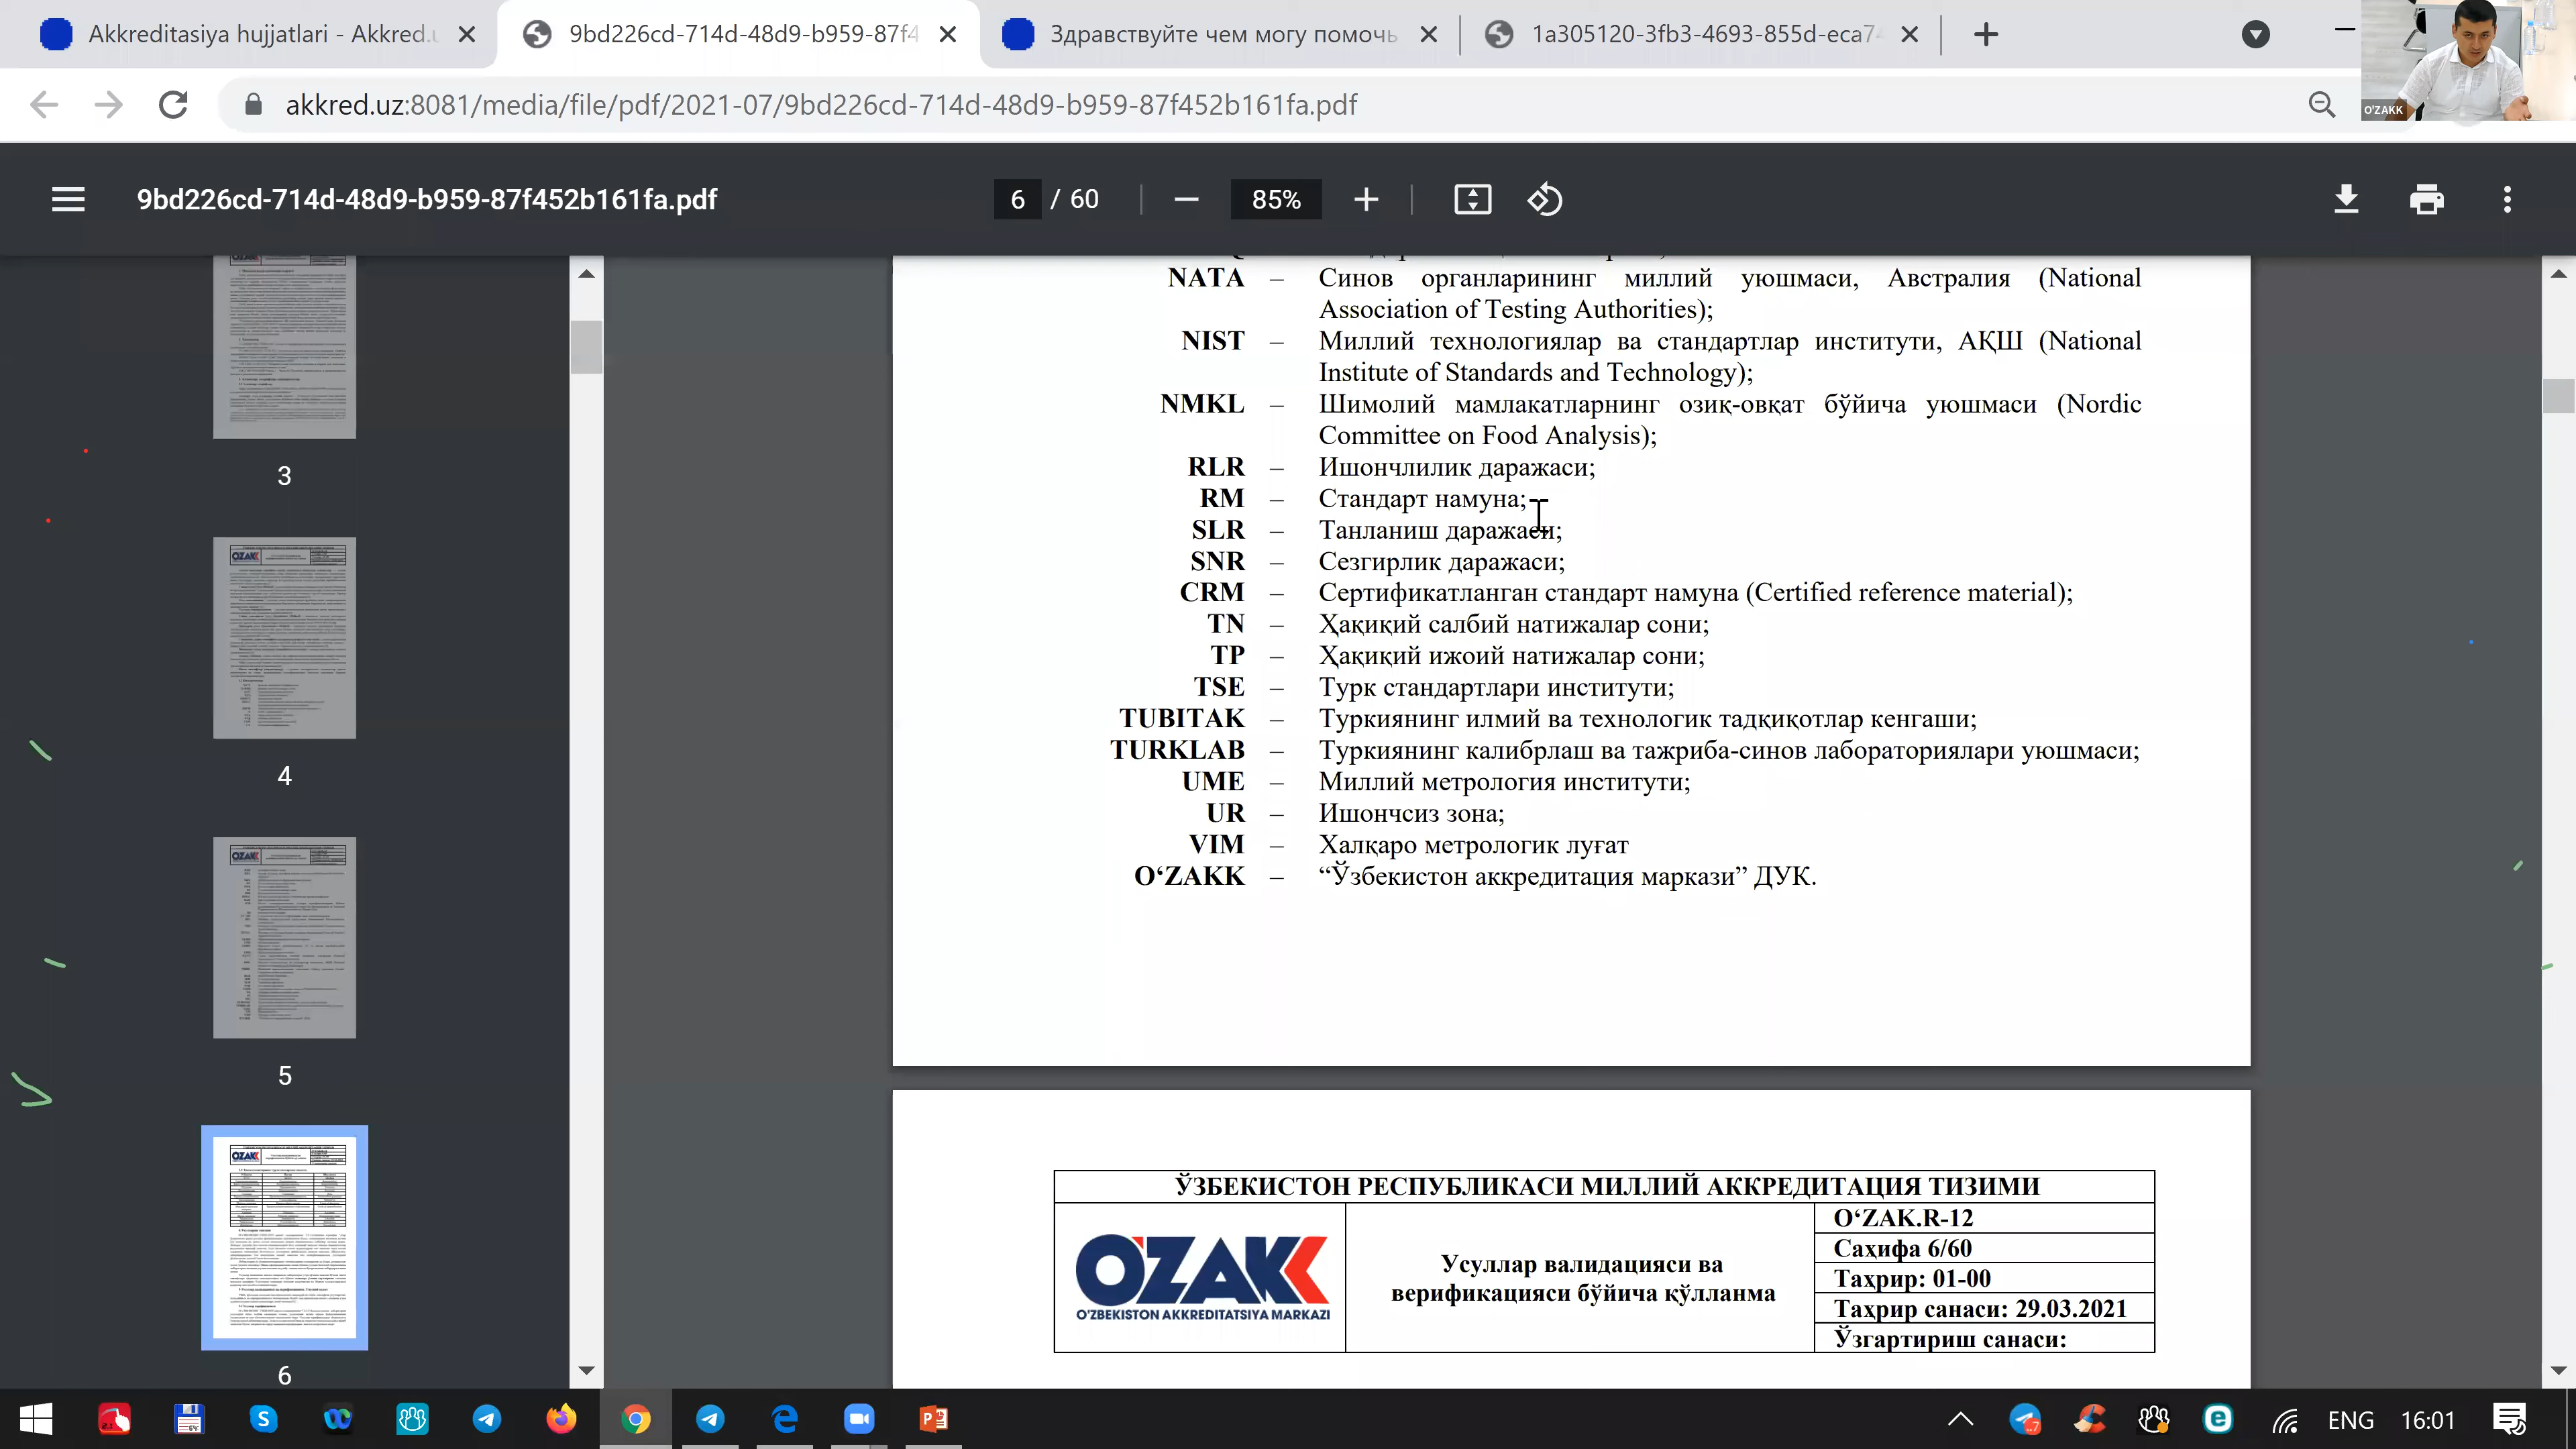 Akkreditasiya hujjatlari - Akkred.u
9bd226cd-714d-48d9-b959-87f4
Здравствуйте чем могу помочь
1a305120-3fb3-4693-855d-eca74
O'ZAKK
akkred.uz:8081/media/file/pdf/2021-07/9bd226cd-714d-48d9-b959-87f452b161fa.pdf
9bd226cd-714d-48d9-b959-87f452b161fa.pdf
6 / 60
85%
3
4
5
6
NATA – Синов органларининг миллий уюшмаси, Австралия (National
Association of Testing Authorities);
NIST – Миллий технологиялар ва стандартлар институти, АҚШ (National
Institute of Standards and Technology);
NMKL – Шимолий мамлакатларнинг озиқ-овқат бўйича уюшмаси (Nordic
Committee on Food Analysis);
RLR – Ишончлилик даражаси;
RM – Стандарт намуна;
SLR – Танланиш даражаси;
SNR – Сезгирлик даражаси;
CRM – Сертификатланган стандарт намуна (Certified reference material);
TN – Ҳақиқий салбий натижалар сони;
TP – Ҳақиқий ижоий натижалар сони;
TSE – Турк стандартлари институти;
TUBITAK – Туркиянинг илмий ва технологик тадқиқотлар кенгаши;
TURKLAB – Туркиянинг калибрлаш ва тажриба-синов лабораториялари уюшмаси;
UME – Миллий метрология институти;
UR – Ишончсиз зона;
VIM – Халқаро метрологик луғат
O‘ZAKK – “Ўзбекистон аккредитация маркази” ДУК.
ЎЗБЕКИСТОН РЕСПУБЛИКАСИ МИЛЛИЙ АККРЕДИТАЦИЯ ТИЗИМИ
O'ZAKK
O'ZBEKISTON AKKREDITATSIYA MARKAZI
Усуллар валидацияси ва
верификацияси бўйича қўлланма
O‘ZAK.R-12
Саҳифа 6/60
Таҳрир: 01-00
Таҳрир санаси: 29.03.2021
Ўзгартириш санаси:
ENG
16:01